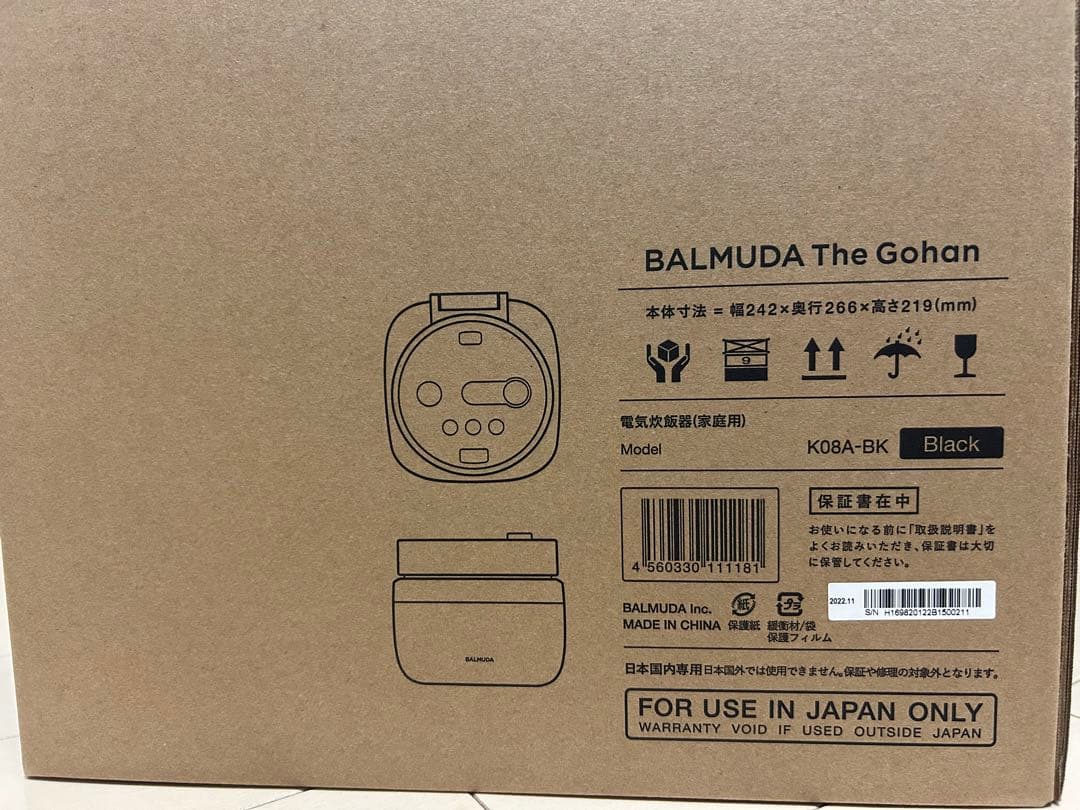 BALMUDA The Gohan
本体寸法 = 幅242×奥行266×高さ219(mm)
9
電気炊飯器(家庭用)
Model K08A-BK Black
4 560330 111181
保証書在中
お使いになる前に「取扱説明書」を
よくお読みいただき、保証書は大切
に保管してください。
BALMUDA Inc.
MADE IN CHINA
紙
保護紙
プラ
緩衝材/袋
保護フィルム
2022.11
S/N H169820122B1500211
BALMUDA
日本国内専用 日本国外では使用できません。保証や修理の対象外となります。
FOR USE IN JAPAN ONLY
WARRANTY VOID IF USED OUTSIDE JAPAN